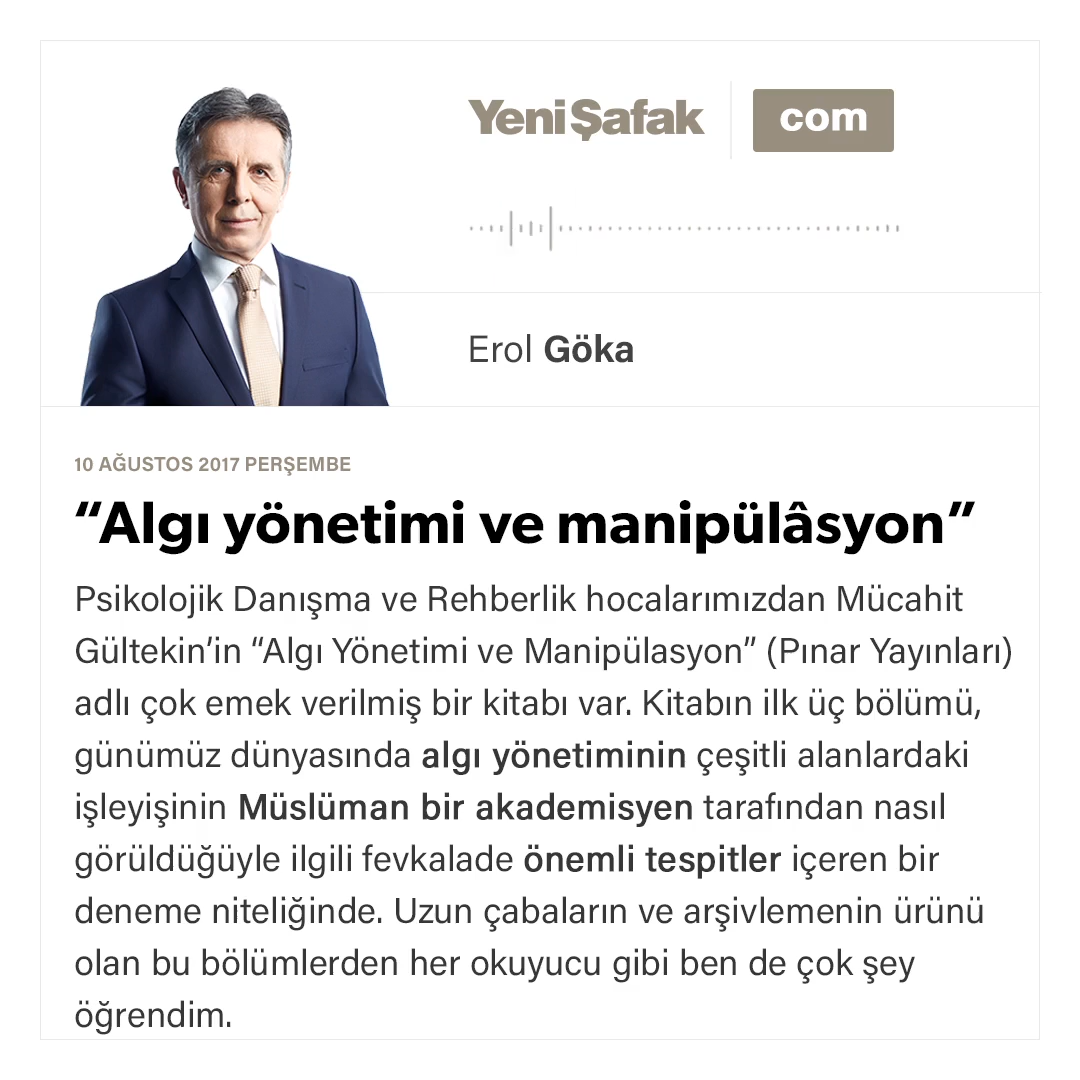 YeniŞafak com
Erol Göka
10 AĞUSTOS 2017 PERŞEMBE
“Algı yönetimi ve manipülâsyon”
Psikolojik Danışma ve Rehberlik hocalarımızdan Mücahit
Gültekin’in “Algı Yönetimi ve Manipülasyon” (Pınar Yayınları)
adlı çok emek verilmiş bir kitabı var. Kitabın ilk üç bölümü,
günümüz dünyasında algı yönetiminin çeşitli alanlardaki
işleyişinin Müslüman bir akademisyen tarafından nasıl
görüldüğüyle ilgili fevkalade önemli tespitler içeren bir
deneme niteliğinde. Uzun çabaların ve arşivlemenin ürünü
olan bu bölümlerden her okuyucu gibi ben de çok şey
öğrendim.